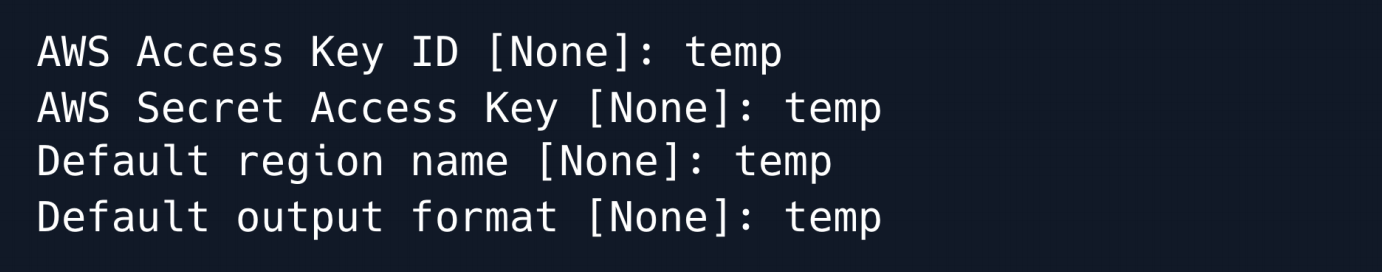 AWS Access Key ID [None]: temp
AWS Secret Access Key [None]: temp
Default region name [None]: temp
Default output format [None]: temp